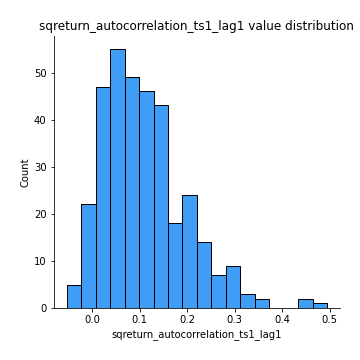 sqreturn_autocorrelation_ts1_lag1 value distribution
50
40
30
20
10
0
Count
0.0 0.1 0.2 0.3 0.4 0.5
sqreturn_autocorrelation_ts1_lag1